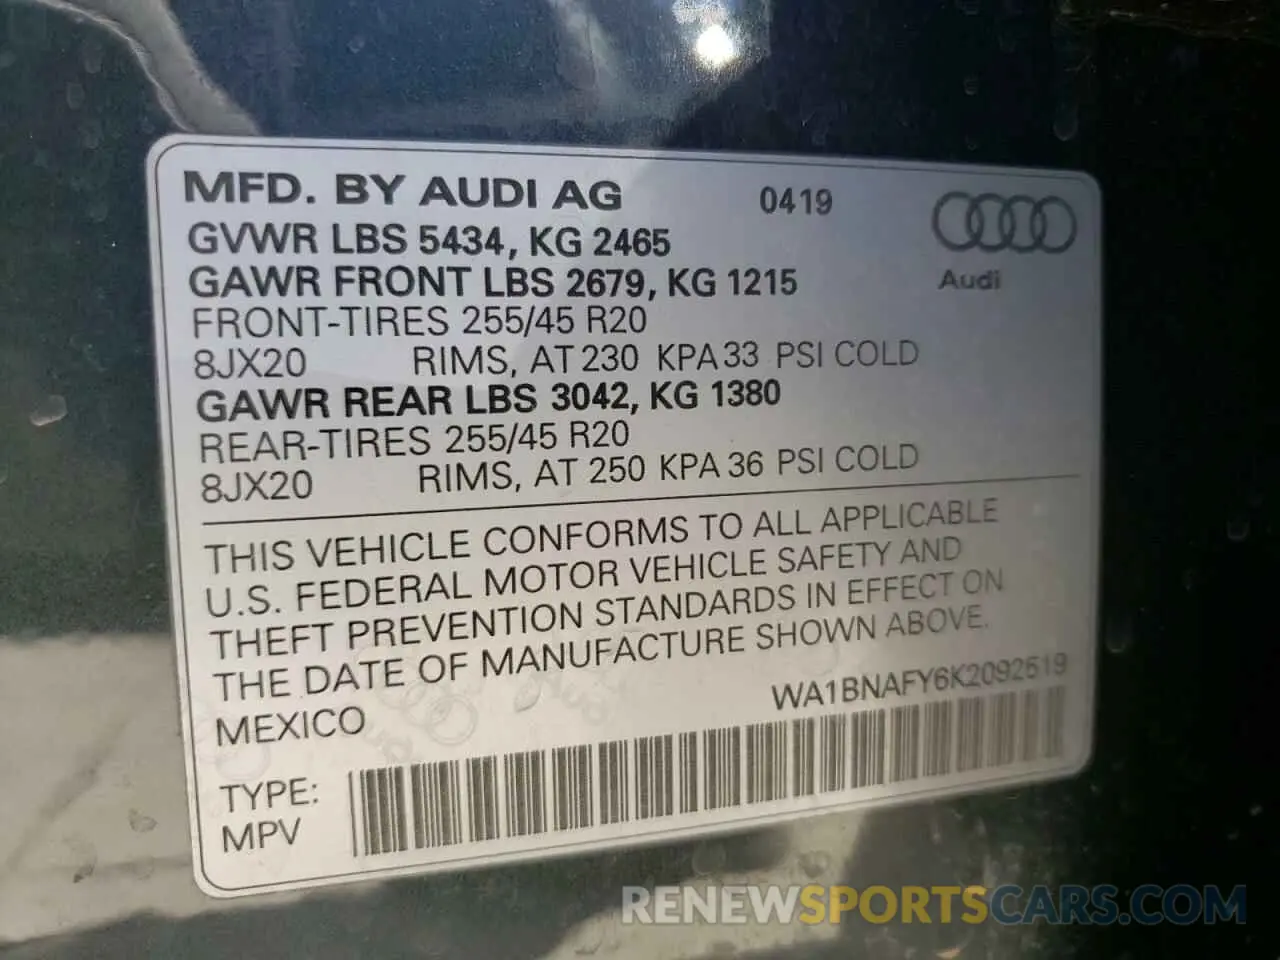 MFD. BY AUDI AG 0419
GVWR LBS 5434, KG 2465
GAWR FRONT LBS 2679, KG 1215
Audi
FRONT-TIRES 255/45 R20
8JX20 RIMS, AT 230 KPA 33 PSI COLD
GAWR REAR LBS 3042, KG 1380
REAR-TIRES 255/45 R20
8JX20 RIMS, AT 250 KPA 36 PSI COLD
THIS VEHICLE CONFORMS TO ALL APPLICABLE
U.S. FEDERAL MOTOR VEHICLE SAFETY AND
THEFT PREVENTION STANDARDS IN EFFECT ON
THE DATE OF MANUFACTURE SHOWN ABOVE.
WA1BNAFY6K2092519
MEXICO
TYPE:
MPV
RENEWSPORTSCARS.COM